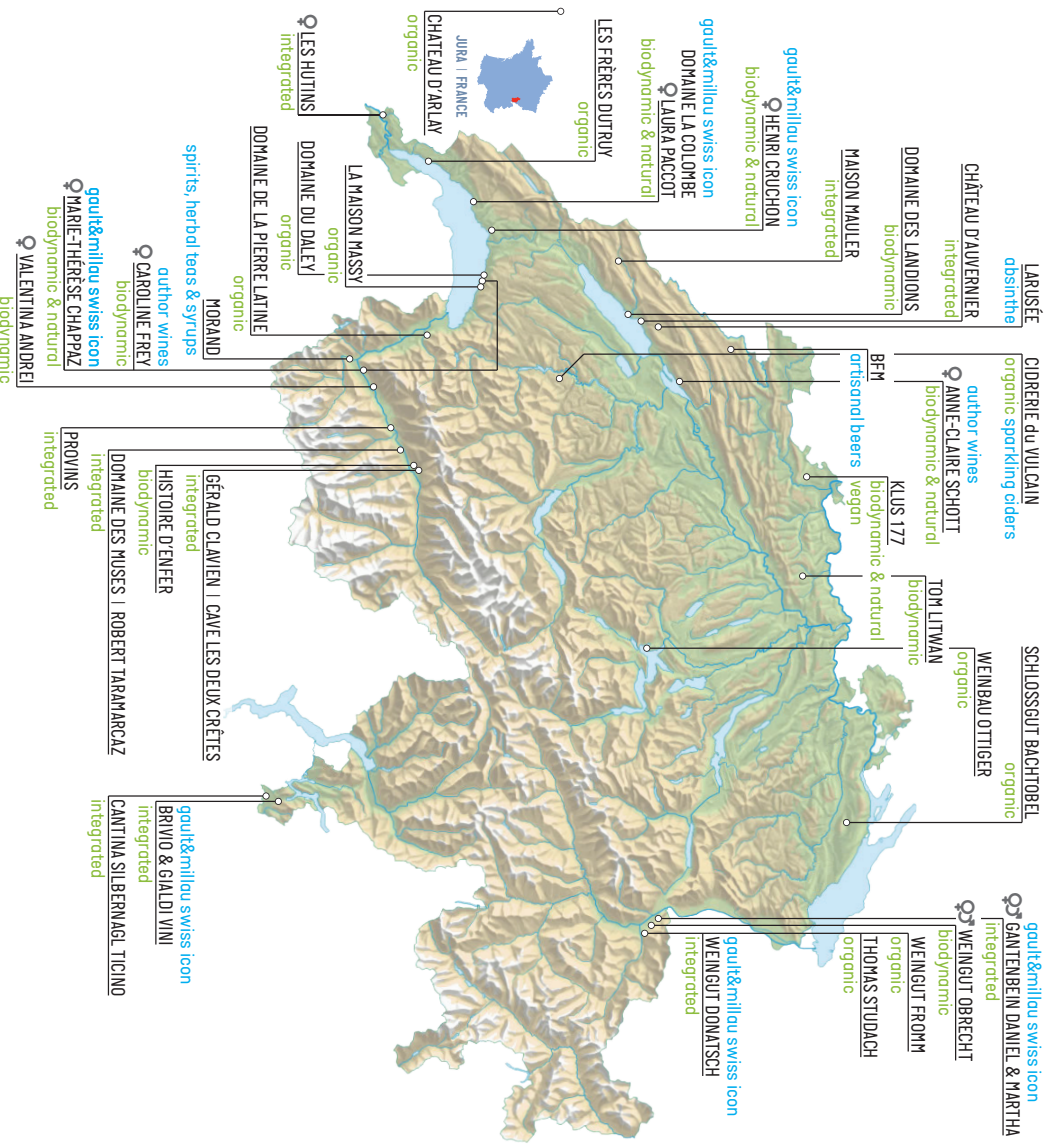 LARUSÉE
absinthe
CHÂTEAU D'AUVERNIER
integrated
DOMAINE DES LANDIONS
biodynamic
MAISON MAULER
integrated
gault&millau swiss icon
♀ HENRI CRUCHON
biodynamic & natural
gault&millau swiss icon
DOMAINE LA COLOMBE
♀ LAURA PACCOT
biodynamic & natural
LES FRÈRES DUTRUY
organic
JURA | FRANCE
CHATEAU D'ARLAY
organic
♀ LES HUTINS
integrated
CIDRERIE du VULCAIN
organic sparkling ciders
author wines
♀ ANNE-CLAIRE SCHOTT
biodynamic & natural
BFM
artisanal beers
KLUS 177
biodynamic & natural
vegan
TOM LITWAN
biodynamic
WEINBAU OTTIGER
organic
SCHLOSSGUT BACHTOBEL
organic
gault&millau swiss icon
GANTENBEIN DANIEL & MARTHA
integrated
WEINGUT OBRECHT
biodynamic
WEINGUT FROMM
organic
THOMAS STUDACH
organic
gault&millau swiss icon
WEINGUT DONATSCH
integrated
LA MAISON MASSY
organic
DOMAINE DU DALEY
organic
DOMAINE DE LA PIERRE LATINE
organic
MORAND
spirits, herbal teas & syrups
author wines
♀ CAROLINE FREY
biodynamic
gault&millau swiss icon
♀ MARIE-THÉRÈSE CHAPPAZ
biodynamic & natural
♀ VALENTINA ANDREI
biodynamic
GÉRALD CLAVIEN | CAVE LES DEUX CRÊTES
integrated
HISTOIRE D'ENFER
biodynamic
DOMAINE DES MUSES | ROBERT TARAMARCAZ
integrated
PROVINS
integrated
gault&millau swiss icon
BRIVIO & GIALDI VINI
integrated
CANTINA SILBERNAGL TICINO
integrated